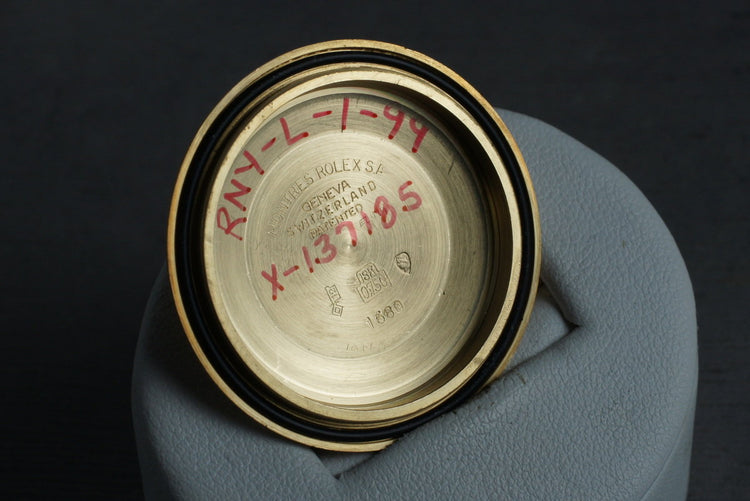 RNY-L-1-99
MONTRES ROLEX S.A
GENEVA
SWITZERLAND
PATENTED
X-137185
18K
0.750
1680